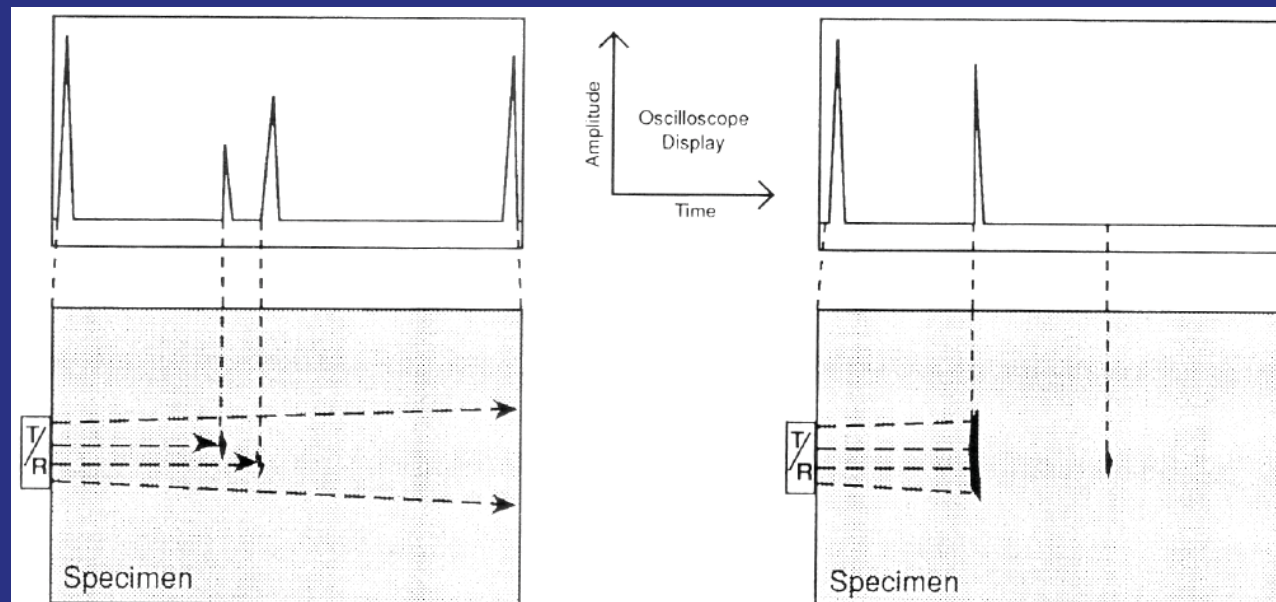 Amplitude
Oscilloscope
Display
Time
T/R
T/R
Specimen
Specimen